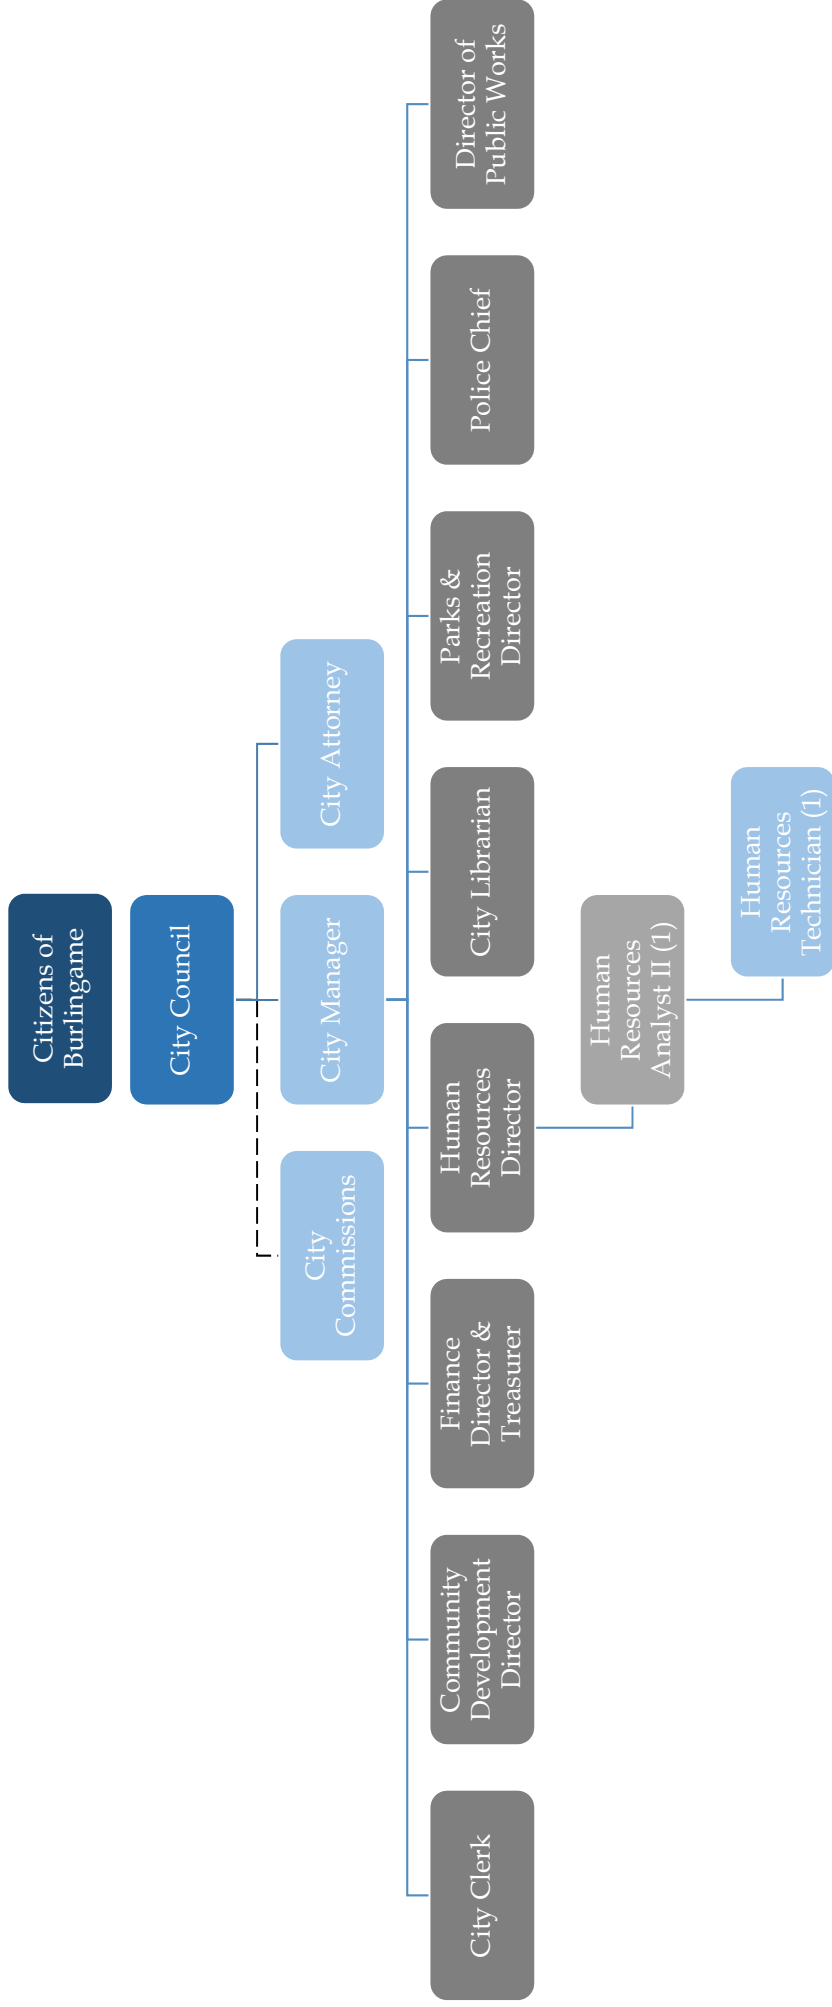 Citizens of
Burlingame
City Council
City
Commissions
City Manager
City Attorney
City Clerk
Community
Development
Director
Finance
Director &
Treasurer
Human
Resources
Director
City Librarian
Parks &
Recreation
Director
Police Chief
Director of
Public Works
Human
Resources
Analyst II (1)
Human
Resources
Technician (1)